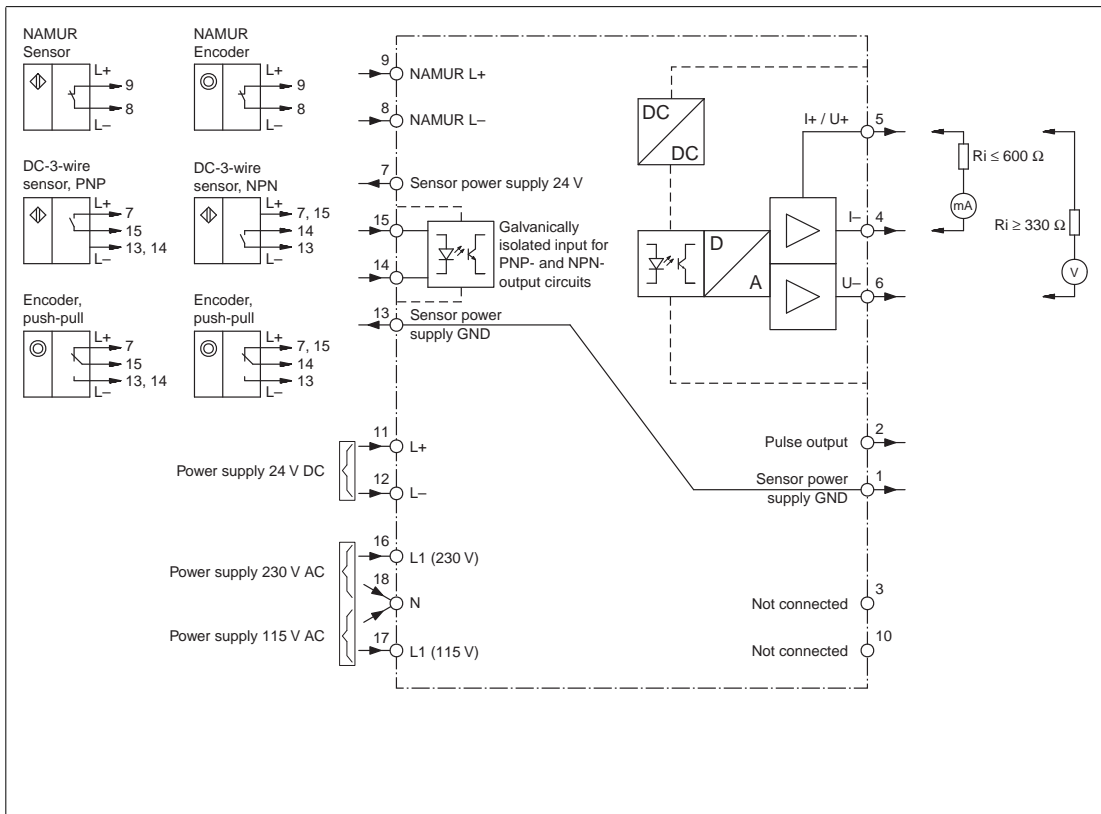 NAMUR
Sensor
L+
9
8
L–
NAMUR
Encoder
L+
9
8
L–
DC-3-wire
sensor, PNP
L+
7
15
13, 14
L–
DC-3-wire
sensor, NPN
L+
7, 15
14
13
L–
Encoder,
push-pull
L+
7
15
13, 14
L–
Encoder,
push-pull
L+
7, 15
14
13
L–
9
NAMUR L+
8
NAMUR L–
7
Sensor power supply 24 V
15
14
Galvanically
isolated input for
PNP- and NPN-
output circuits
13
Sensor power
supply GND
Power supply 24 V DC
11
L+
12
L–
Power supply 230 V AC
Power supply 115 V AC
16
L1 (230 V)
18
N
17
L1 (115 V)
DC
DC
D
A
I+ / U+
5
I–
4
U–
6
Ri ≤ 600 Ω
mA
Ri ≥ 330 Ω
V
Pulse output
2
Sensor power
supply GND
1
Not connected
3
Not connected
10